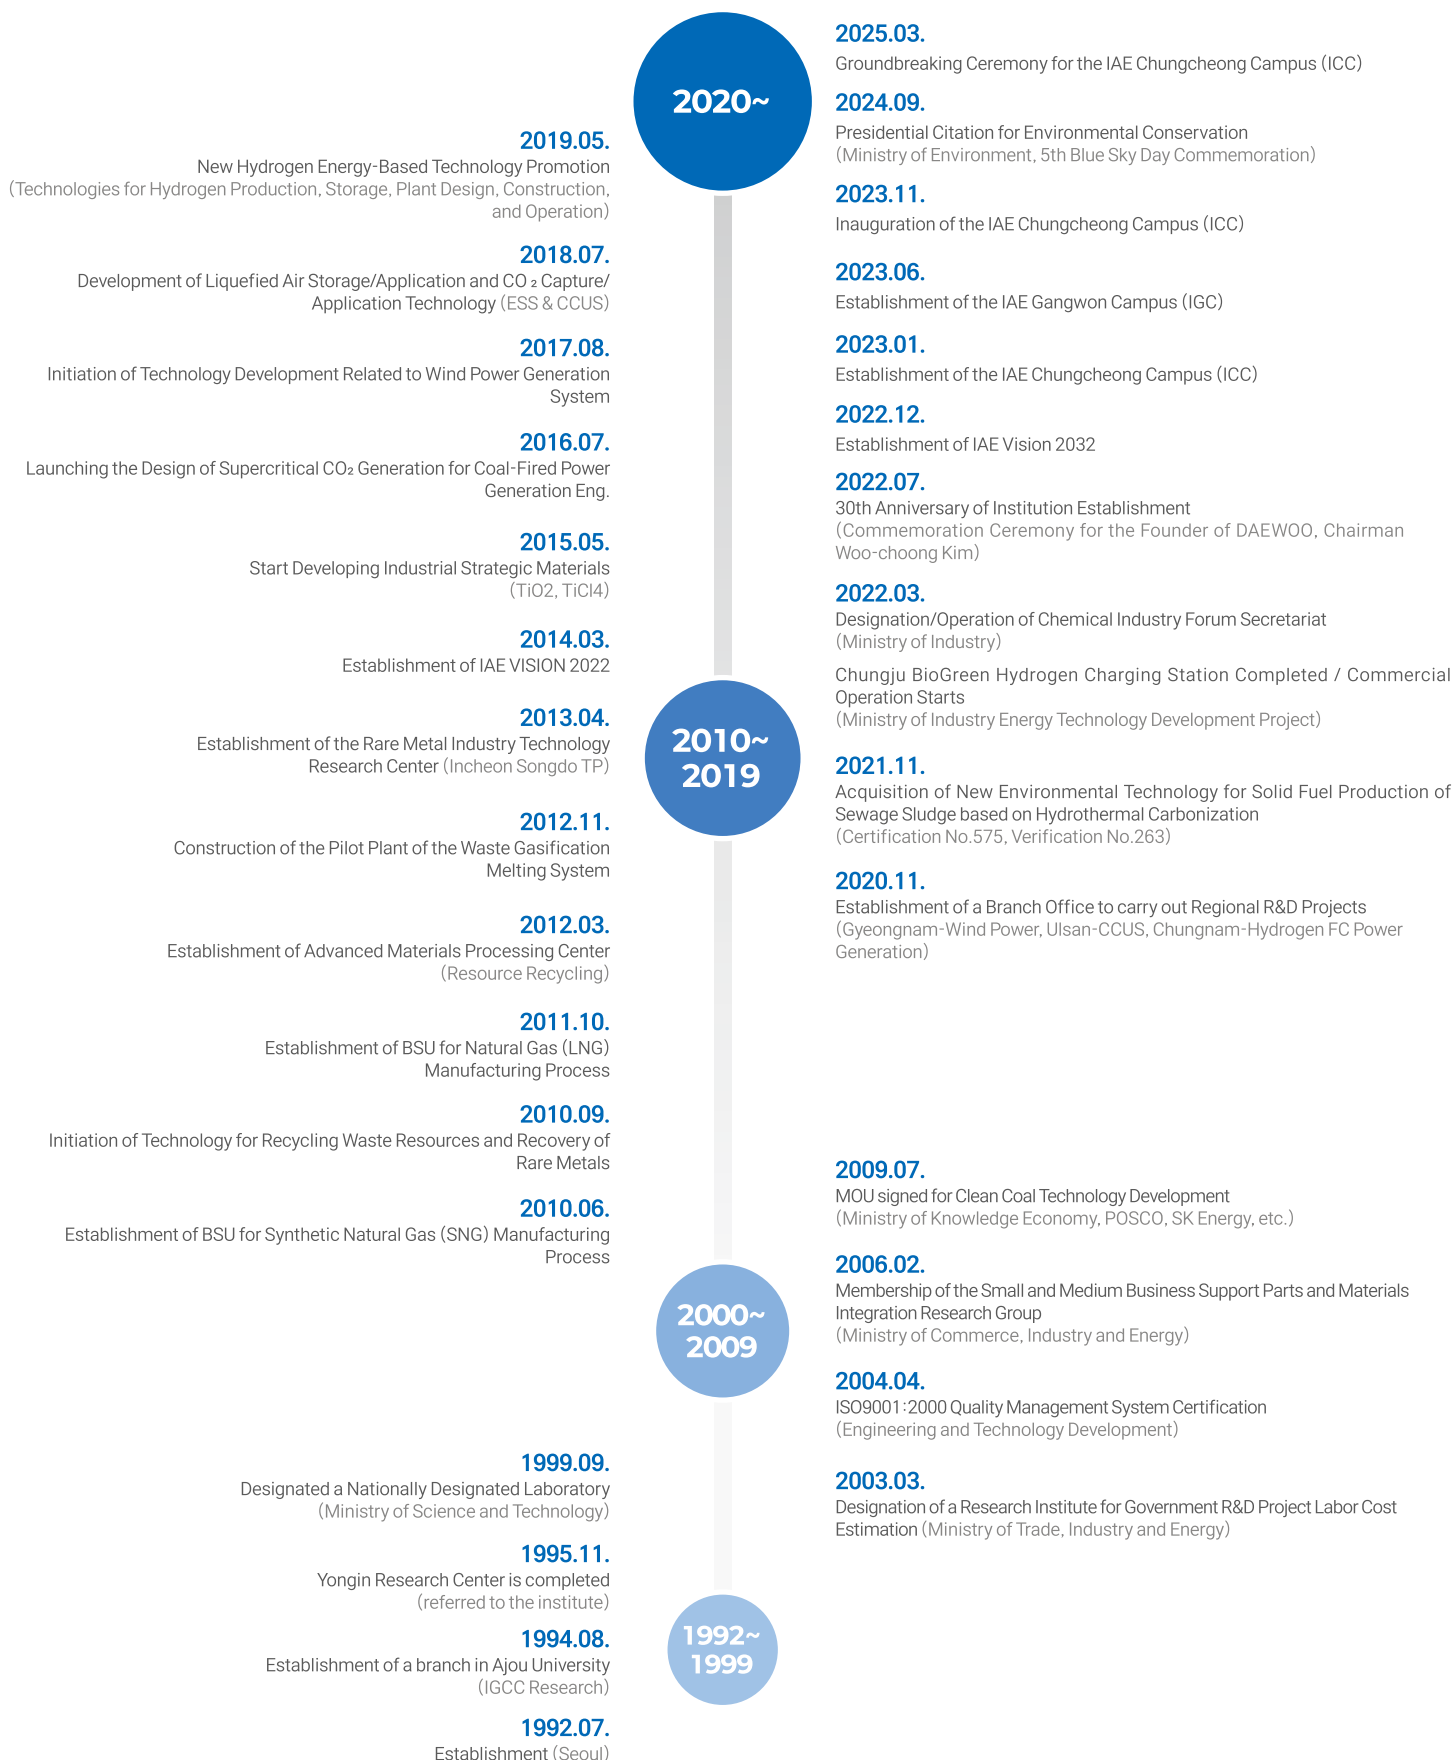 2020~
2025.03.
Groundbreaking Ceremony for the IAE Chungcheong Campus (ICC)
2024.09.
Presidential Citation for Environmental Conservation
(Ministry of Environment, 5th Blue Sky Day Commemoration)
2023.11.
Inauguration of the IAE Chungcheong Campus (ICC)
2023.06.
Establishment of the IAE Gangwon Campus (IGC)
2023.01.
Establishment of the IAE Chungcheong Campus (ICC)
2022.12.
Establishment of IAE Vision 2032
2022.07.
30th Anniversary of Institution Establishment
(Commemoration Ceremony for the Founder of DAEWOO, Chairman
Woo-choong Kim)
2022.03.
Designation/Operation of Chemical Industry Forum Secretariat
(Ministry of Industry)
Chungju BioGreen Hydrogen Charging Station Completed / Commercial
Operation Starts
(Ministry of Industry Energy Technology Development Project)
2021.11.
Acquisition of New Environmental Technology for Solid Fuel Production of
Sewage Sludge based on Hydrothermal Carbonization
(Certification No.575, Verification No.263)
2020.11.
Establishment of a Branch Office to carry out Regional R&D Projects
(Gyeongnam-Wind Power, Ulsan-CCUS, Chungnam-Hydrogen FC Power
Generation)
2010~
2019
2019.05.
New Hydrogen Energy-Based Technology Promotion
(Technologies for Hydrogen Production, Storage, Plant Design, Construction,
and Operation)
2018.07.
Development of Liquefied Air Storage/Application and CO ₂ Capture/
Application Technology (ESS & CCUS)
2017.08.
Initiation of Technology Development Related to Wind Power Generation
System
2016.07.
Launching the Design of Supercritical CO₂ Generation for Coal-Fired Power
Generation Eng.
2015.05.
Start Developing Industrial Strategic Materials
(TiO2, TiCl4)
2014.03.
Establishment of IAE VISION 2022
2013.04.
Establishment of the Rare Metal Industry Technology
Research Center (Incheon Songdo TP)
2012.11.
Construction of the Pilot Plant of the Waste Gasification
Melting System
2012.03.
Establishment of Advanced Materials Processing Center
(Resource Recycling)
2011.10.
Establishment of BSU for Natural Gas (LNG)
Manufacturing Process
2010.09.
Initiation of Technology for Recycling Waste Resources and Recovery of
Rare Metals
2010.06.
Establishment of BSU for Synthetic Natural Gas (SNG) Manufacturing
Process
2000~
2009
2009.07.
MOU signed for Clean Coal Technology Development
(Ministry of Knowledge Economy, POSCO, SK Energy, etc.)
2006.02.
Membership of the Small and Medium Business Support Parts and Materials
Integration Research Group
(Ministry of Commerce, Industry and Energy)
2004.04.
ISO9001:2000 Quality Management System Certification
(Engineering and Technology Development)
2003.03.
Designation of a Research Institute for Government R&D Project Labor Cost
Estimation (Ministry of Trade, Industry and Energy)
1992~
1999
1999.09.
Designated a Nationally Designated Laboratory
(Ministry of Science and Technology)
1995.11.
Yongin Research Center is completed
(referred to the institute)
1994.08.
Establishment of a branch in Ajou University
(IGCC Research)
1992.07.
Establishment (Seoul)